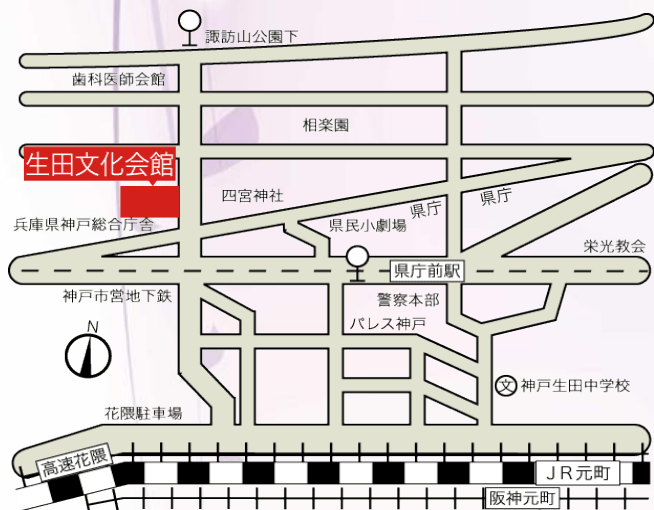 諏訪山公園下
歯科医師会館
相楽園
生田文化会館
四宮神社
県庁
県庁
兵庫県神戸総合庁舎
県民小劇場
栄光教会
県庁前駅
神戸市営地下鉄
警察本部
パレス神戸
N
文
神戸生田中学校
花隈駐車場
高速花隈
JR元町
阪神元町